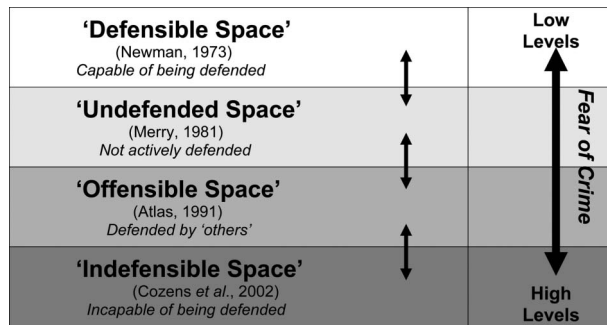 ‘Defensible Space’
(Newman, 1973)
Capable of being defended
‘Undefended Space’
(Merry, 1981)
Not actively defended
‘Offensible Space’
(Atlas, 1991)
Defended by ‘others’
‘Indefensible Space’
(Cozens et al., 2002)
Incapable of being defended
Low
Levels
Fear of Crime
High
Levels